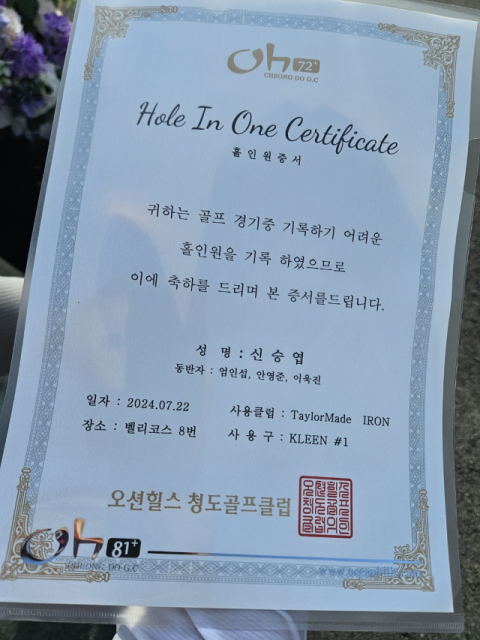 oh 72+
CHEONG DO G.C
Hole In One Certificate
홀인원증서
귀하는 골프 경기중 기록하기 어려운
홀인원을 기록 하였으므로
이에 축하를 드리며 본 증서를드립니다.
성 명 : 신승엽
동반자 : 엄인섭, 안영준, 이욱진
일자 : 2024.07.22 사용클럽 : TaylorMade IRON
장소 : 벨리코스 8번 사 용 구 : KLEEN #1
오션힐스 청도골프클럽
oh 81+
CHEONG DO G.C